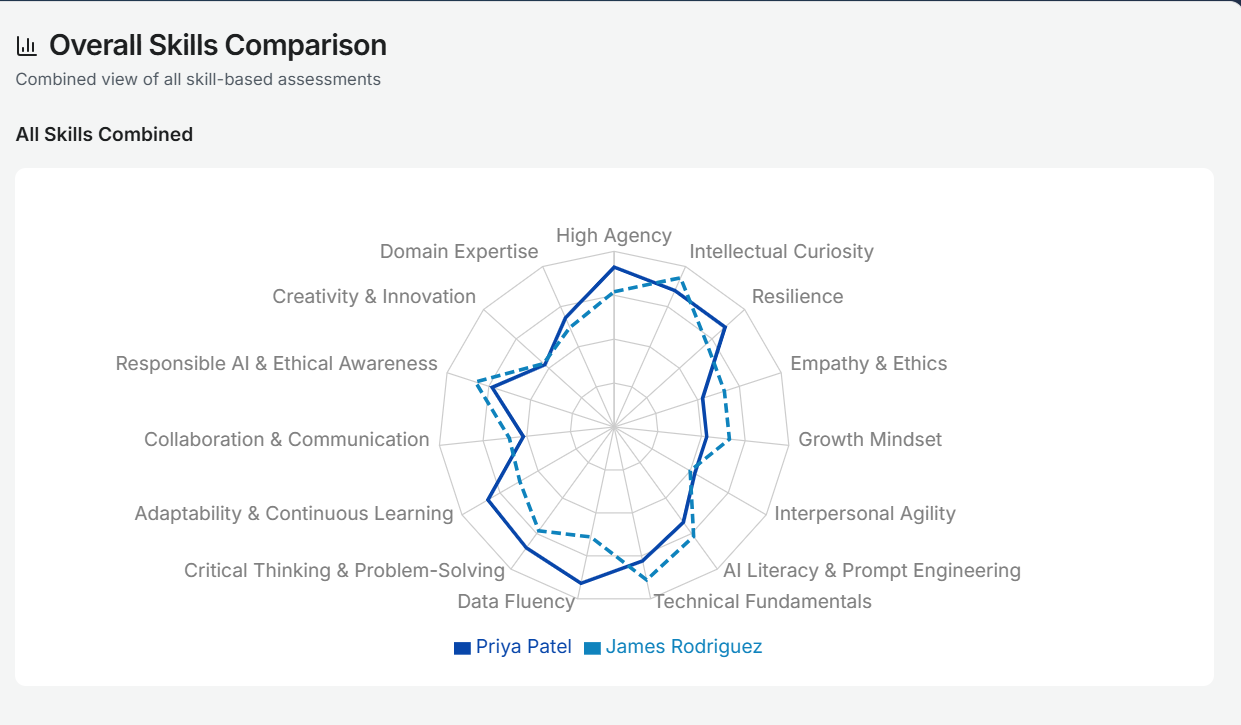 Overall Skills Comparison
Combined view of all skill-based assessments
All Skills Combined
High Agency
Domain Expertise
Intellectual Curiosity
Creativity & Innovation
Resilience
Responsible AI & Ethical Awareness
Empathy & Ethics
Collaboration & Communication
Growth Mindset
Adaptability & Continuous Learning
Interpersonal Agility
Critical Thinking & Problem-Solving
AI Literacy & Prompt Engineering
Data Fluency
Technical Fundamentals
Priya Patel
James Rodriguez